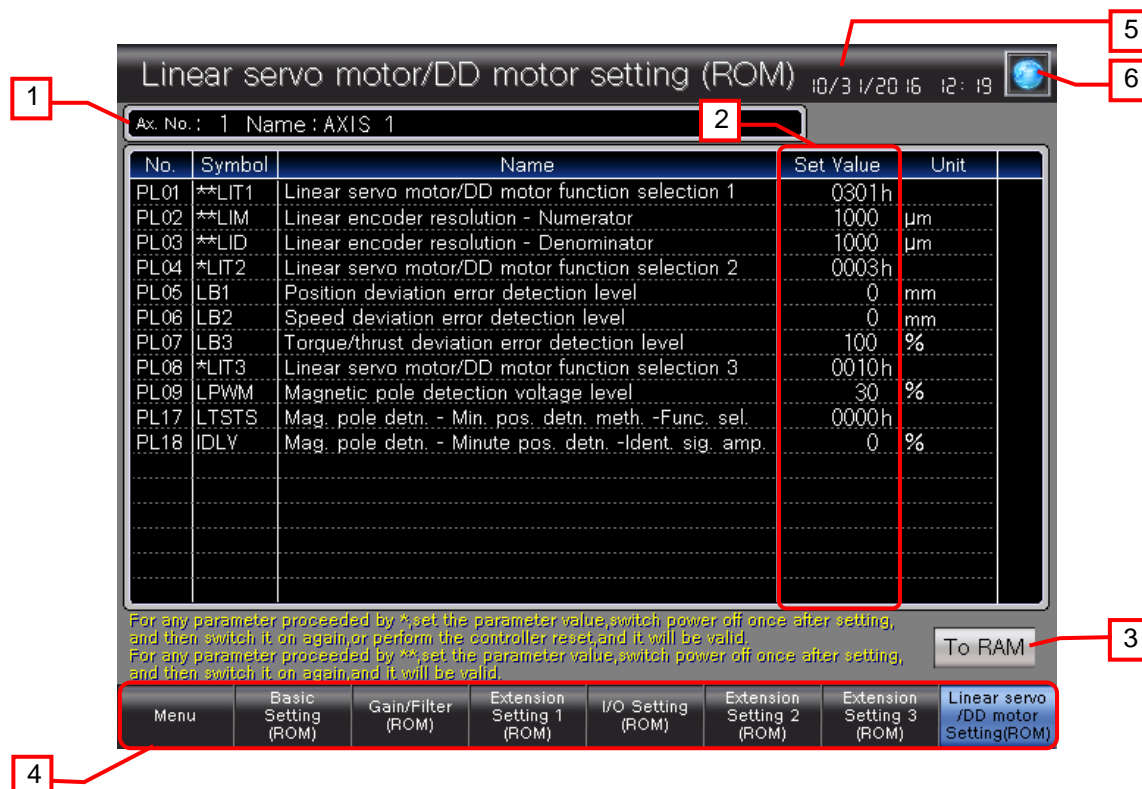 5
Linear servo motor/DD motor setting (ROM) 10/31/2016 12:19
6
1
Ax. No.: 1 Name:AXIS 1
2
No. Symbol Name Set Value Unit
PL01 **LIT1 Linear servo motor/DD motor function selection 1 0301h
PL02 **LIM Linear encoder resolution - Numerator 1000 µm
PL03 **LID Linear encoder resolution - Denominator 1000 µm
PL04 *LIT2 Linear servo motor/DD motor function selection 2 0003h
PL05 LB1 Position deviation error detection level 0 mm
PL06 LB2 Speed deviation error detection level 0 mm
PL07 LB3 Torque/thrust deviation error detection level 100 %
PL08 *LIT3 Linear servo motor/DD motor function selection 3 0010h
PL09 LPWM Magnetic pole detection voltage level 30 %
PL17 LTSTS Mag. pole detn. - Min. pos. detn. meth. -Func. sel. 0000h
PL18 IDLV Mag. pole detn. - Minute pos. detn. -Ident. sig. amp. 0 %
For any parameter proceeded by *,set the parameter value,switch power off once after setting,
and then switch it on again,or perform the controller reset,and it will be valid.
For any parameter proceeded by **,set the parameter value,switch power off once after setting,
and then switch it on again,and it will be valid.
To RAM
3
Menu
Basic
Setting
(ROM)
Gain/Filter
(ROM)
Extension
Setting 1
(ROM)
I/O Setting
(ROM)
Extension
Setting 2
(ROM)
Extension
Setting 3
(ROM)
Linear servo
/DD motor
Setting(ROM)
4